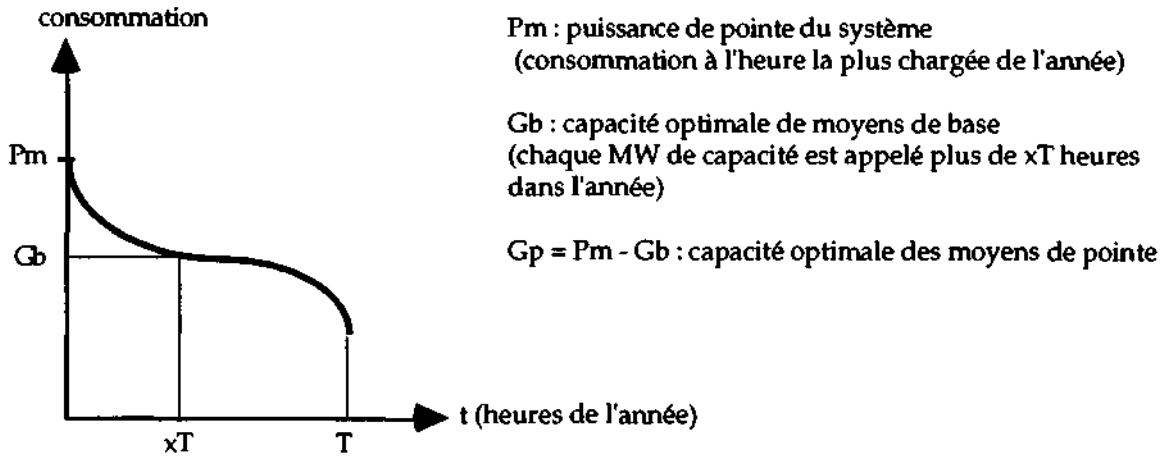 consommation
Pm
Gb
xT
T
t (heures de l'année)
Pm : puissance de pointe du système
(consommation à l'heure la plus chargée de l'année)
Gb : capacité optimale de moyens de base
(chaque MW de capacité est appelé plus de xT heures
dans l'année)
Gp = Pm - Gb : capacité optimale des moyens de pointe